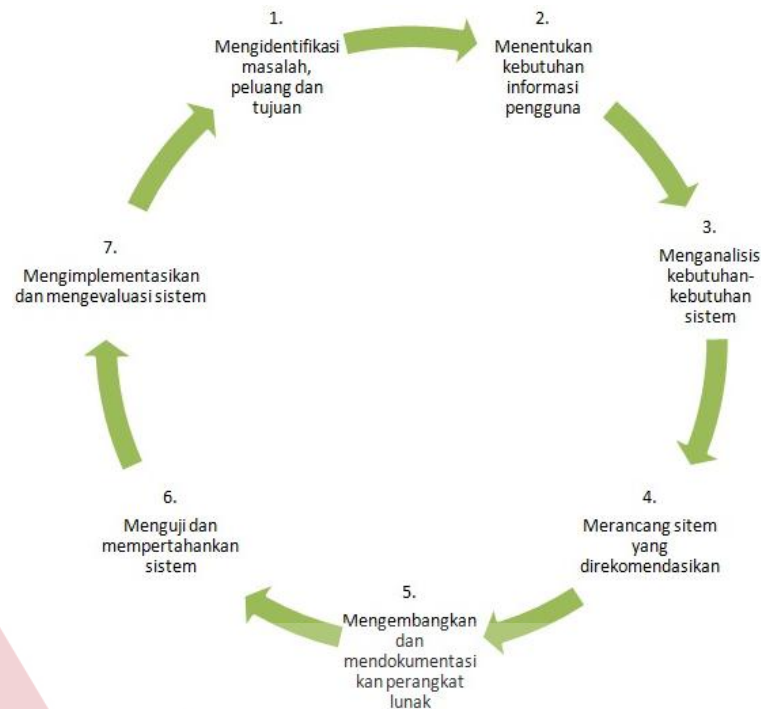 1.
Mengidentifikasi
masalah,
peluang dan
tujuan
2.
Menentukan
kebutuhan
informasi
pengguna
3.
Menganalisis
kebutuhan-
kebutuhan
sistem
4.
Merancang sitem
yang
direkomendasikan
5.
Mengembangkan
dan
mendokumentasi
kan perangkat
lunak
6.
Menguji dan
mempertahankan
sistem
7.
Mengimplementasikan
dan mengevaluasi sistem